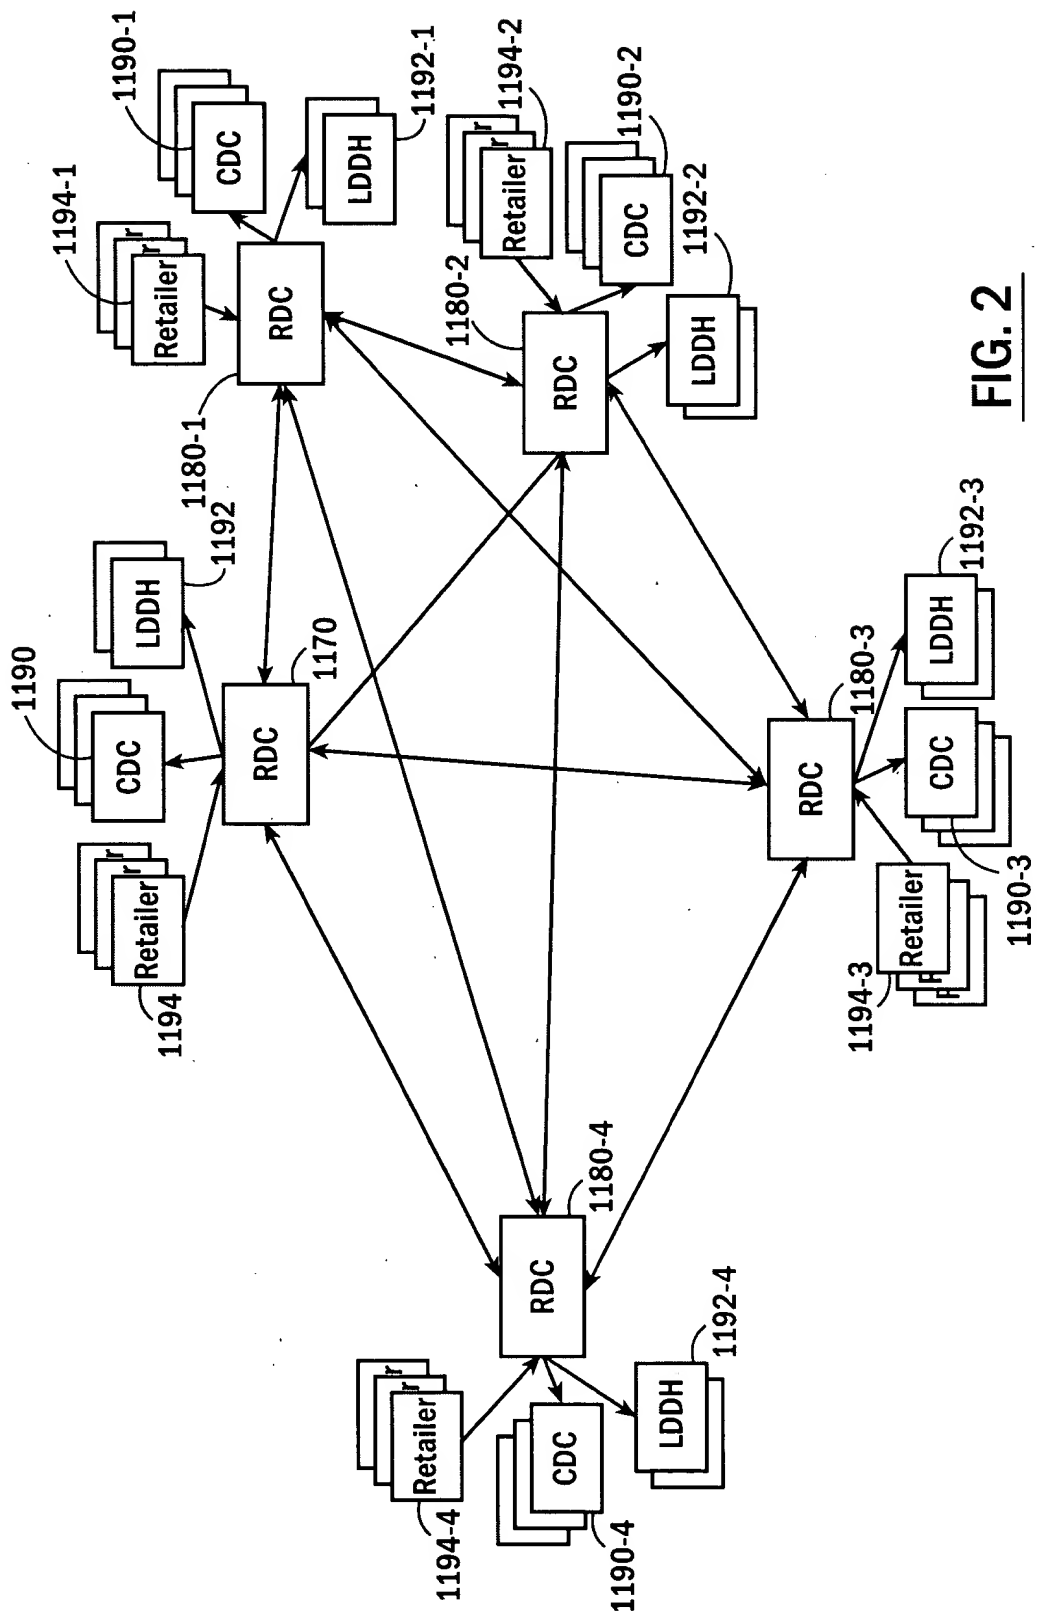 1194
Retailer
r
r
1190
CDC
LDDH
1192
RDC
1170
1194-1
Retailer
r
r
1190-1
CDC
LDDH
1192-1
RDC
1180-1
1194-2
Retailer
r
r
1190-2
CDC
1192-2
LDDH
RDC
1180-2
1194-4
Retailer
r
r
1190-4
CDC
LDDH
1192-4
RDC
1180-4
1194-3
Retailer
1190-3
CDC
LDDH
1192-3
RDC
1180-3
FIG. 2